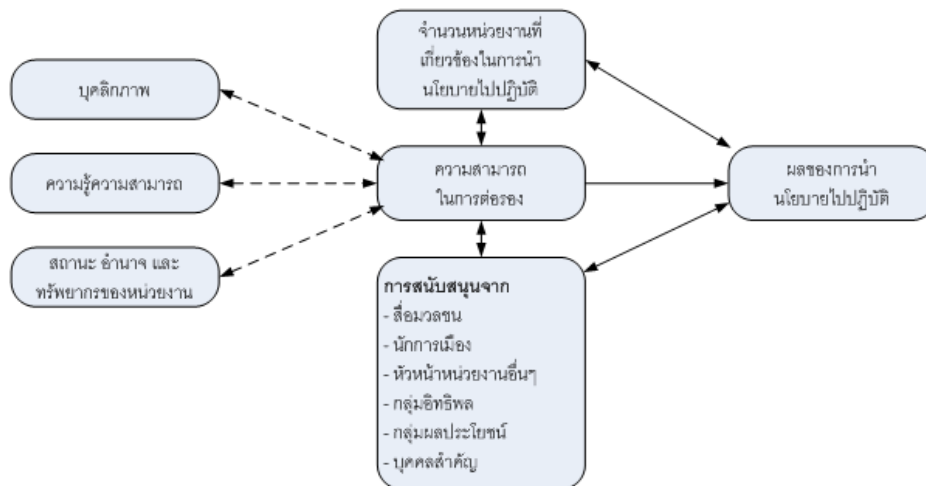 จำนวนหน่วยงานที่
เกี่ยวข้องในการนำ
นโยบายไปปฏิบัติ
บุคลิกภาพ
ความรู้ความสามารถ
สถานะ อำนาจ และ
ทรัพยากรของหน่วยงาน
ความสามารถ
ในการต่อรอง
ผลของการนำ
นโยบายไปปฏิบัติ
การสนับสนุนจาก
- สื่อมวลชน
- นักการเมือง
- หัวหน้าหน่วยงานอื่นๆ
- กลุ่มอิทธิพล
- กลุ่มผลประโยชน์
- บุคคลสำคัญ